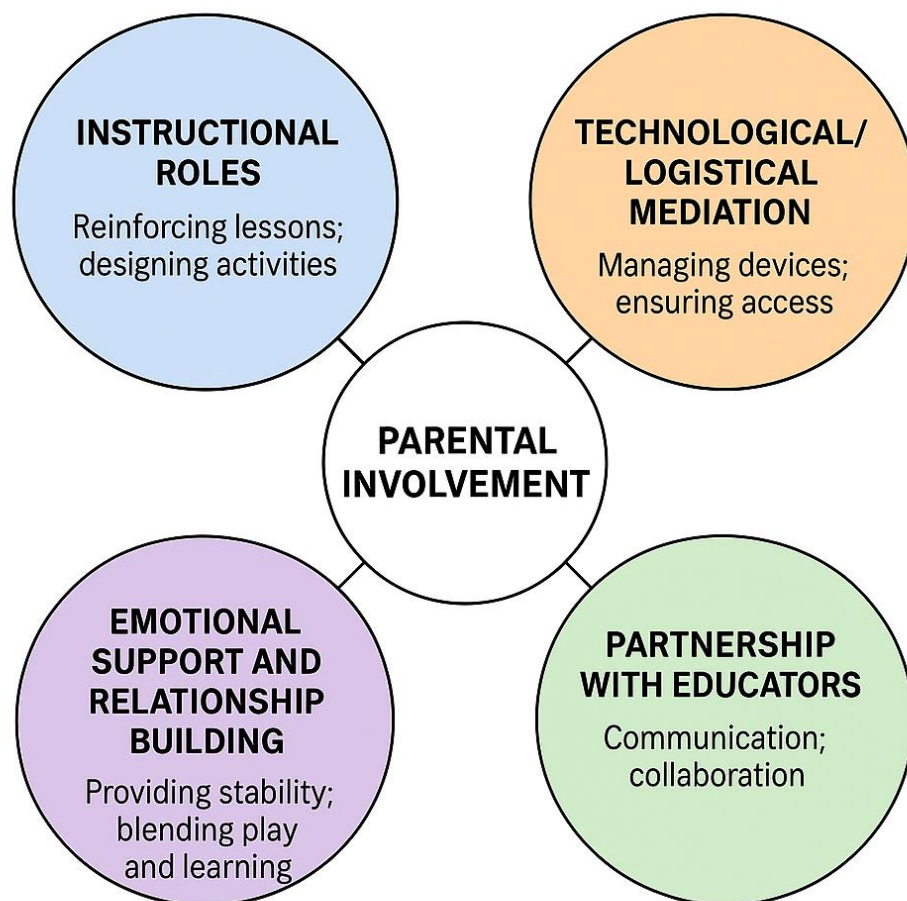 INSTRUCTIONAL
ROLES
Reinforcing lessons;
designing activities
TECHNOLOGICAL/
LOGISTICAL
MEDIATION
Managing devices;
ensuring access
PARENTAL
INVOLVEMENT
EMOTIONAL
SUPPORT AND
RELATIONSHIP
BUILDING
Providing stability;
blending play
and learning
PARTNERSHIP
WITH EDUCATORS
Communication;
collaboration